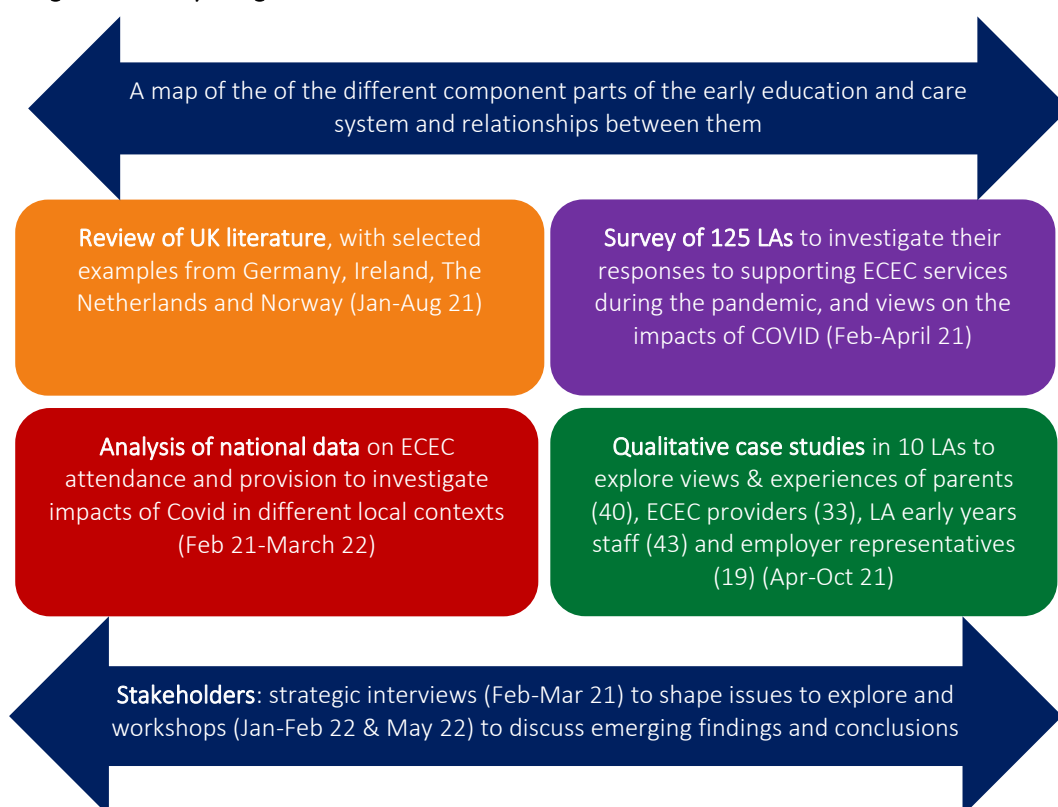 A map of the of the different component parts of the early education and care
system and relationships between them
Review of UK literature, with selected
examples from Germany, Ireland, The
Netherlands and Norway (Jan-Aug 21)
Survey of 125 LAs to investigate their
responses to supporting ECEC services
during the pandemic, and views on the
impacts of COVID (Feb-April 21)
Analysis of national data on ECEC
attendance and provision to investigate
impacts of Covid in different local contexts
(Feb 21-March 22)
Qualitative case studies in 10 LAs to
explore views & experiences of parents
(40), ECEC providers (33), LA early years
staff (43) and employer representatives
(19) (Apr-Oct 21)
Stakeholders: strategic interviews (Feb-Mar 21) to shape issues to explore and
workshops (Jan-Feb 22 & May 22) to discuss emerging findings and conclusions